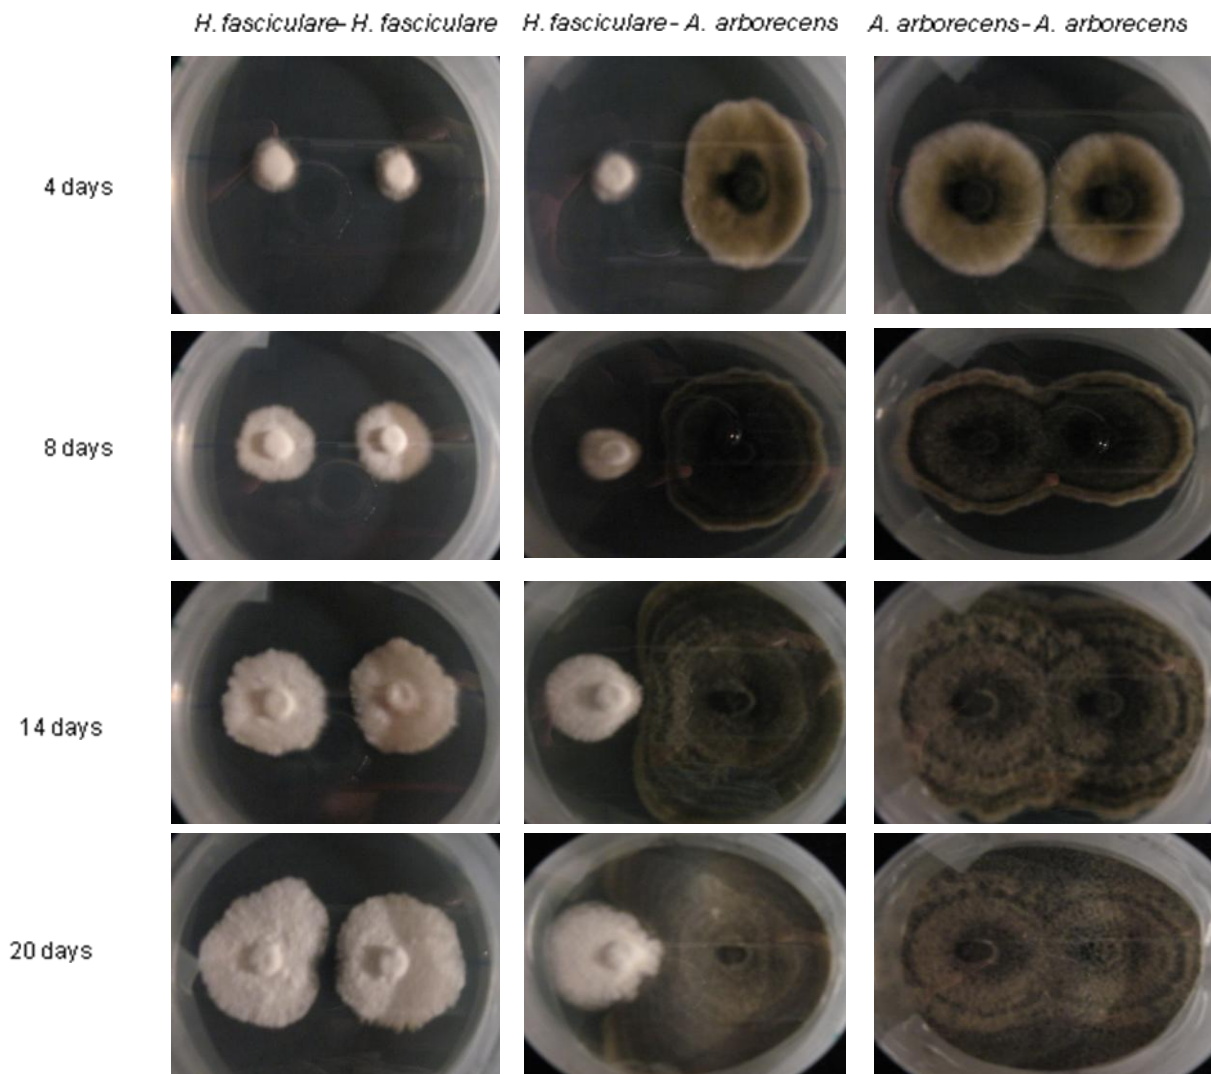 H. fasciculare- H. fasciculare
H. fasciculare- A. arborecens
A. arborecens- A. arborecens
4 days
8 days
14 days
20 days